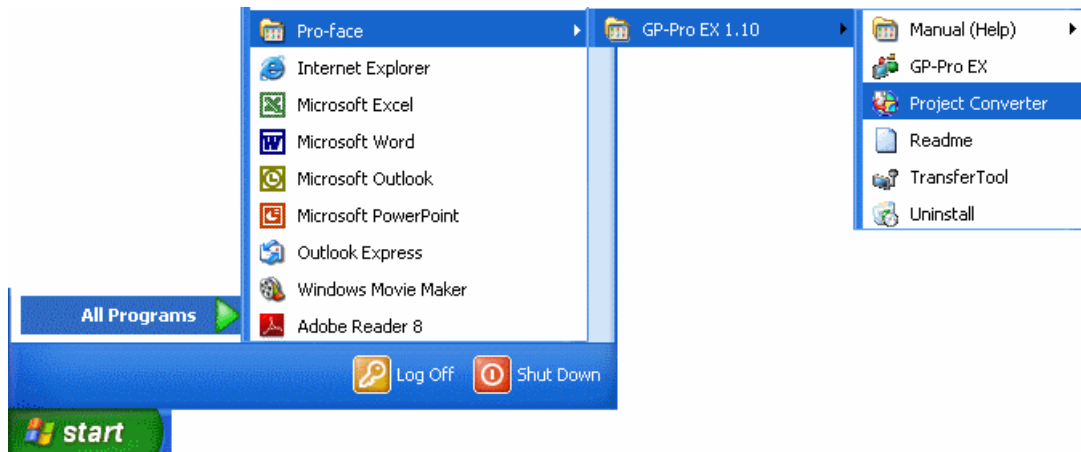 Pro-face
Internet Explorer
Microsoft Excel
Microsoft Word
Microsoft Outlook
Microsoft PowerPoint
Outlook Express
Windows Movie Maker
Adobe Reader 8
GP-Pro EX 1.10
Manual (Help)
GP-Pro EX
Project Converter
Readme
TransferTool
Uninstall
All Programs
Log Off
Shut Down
start